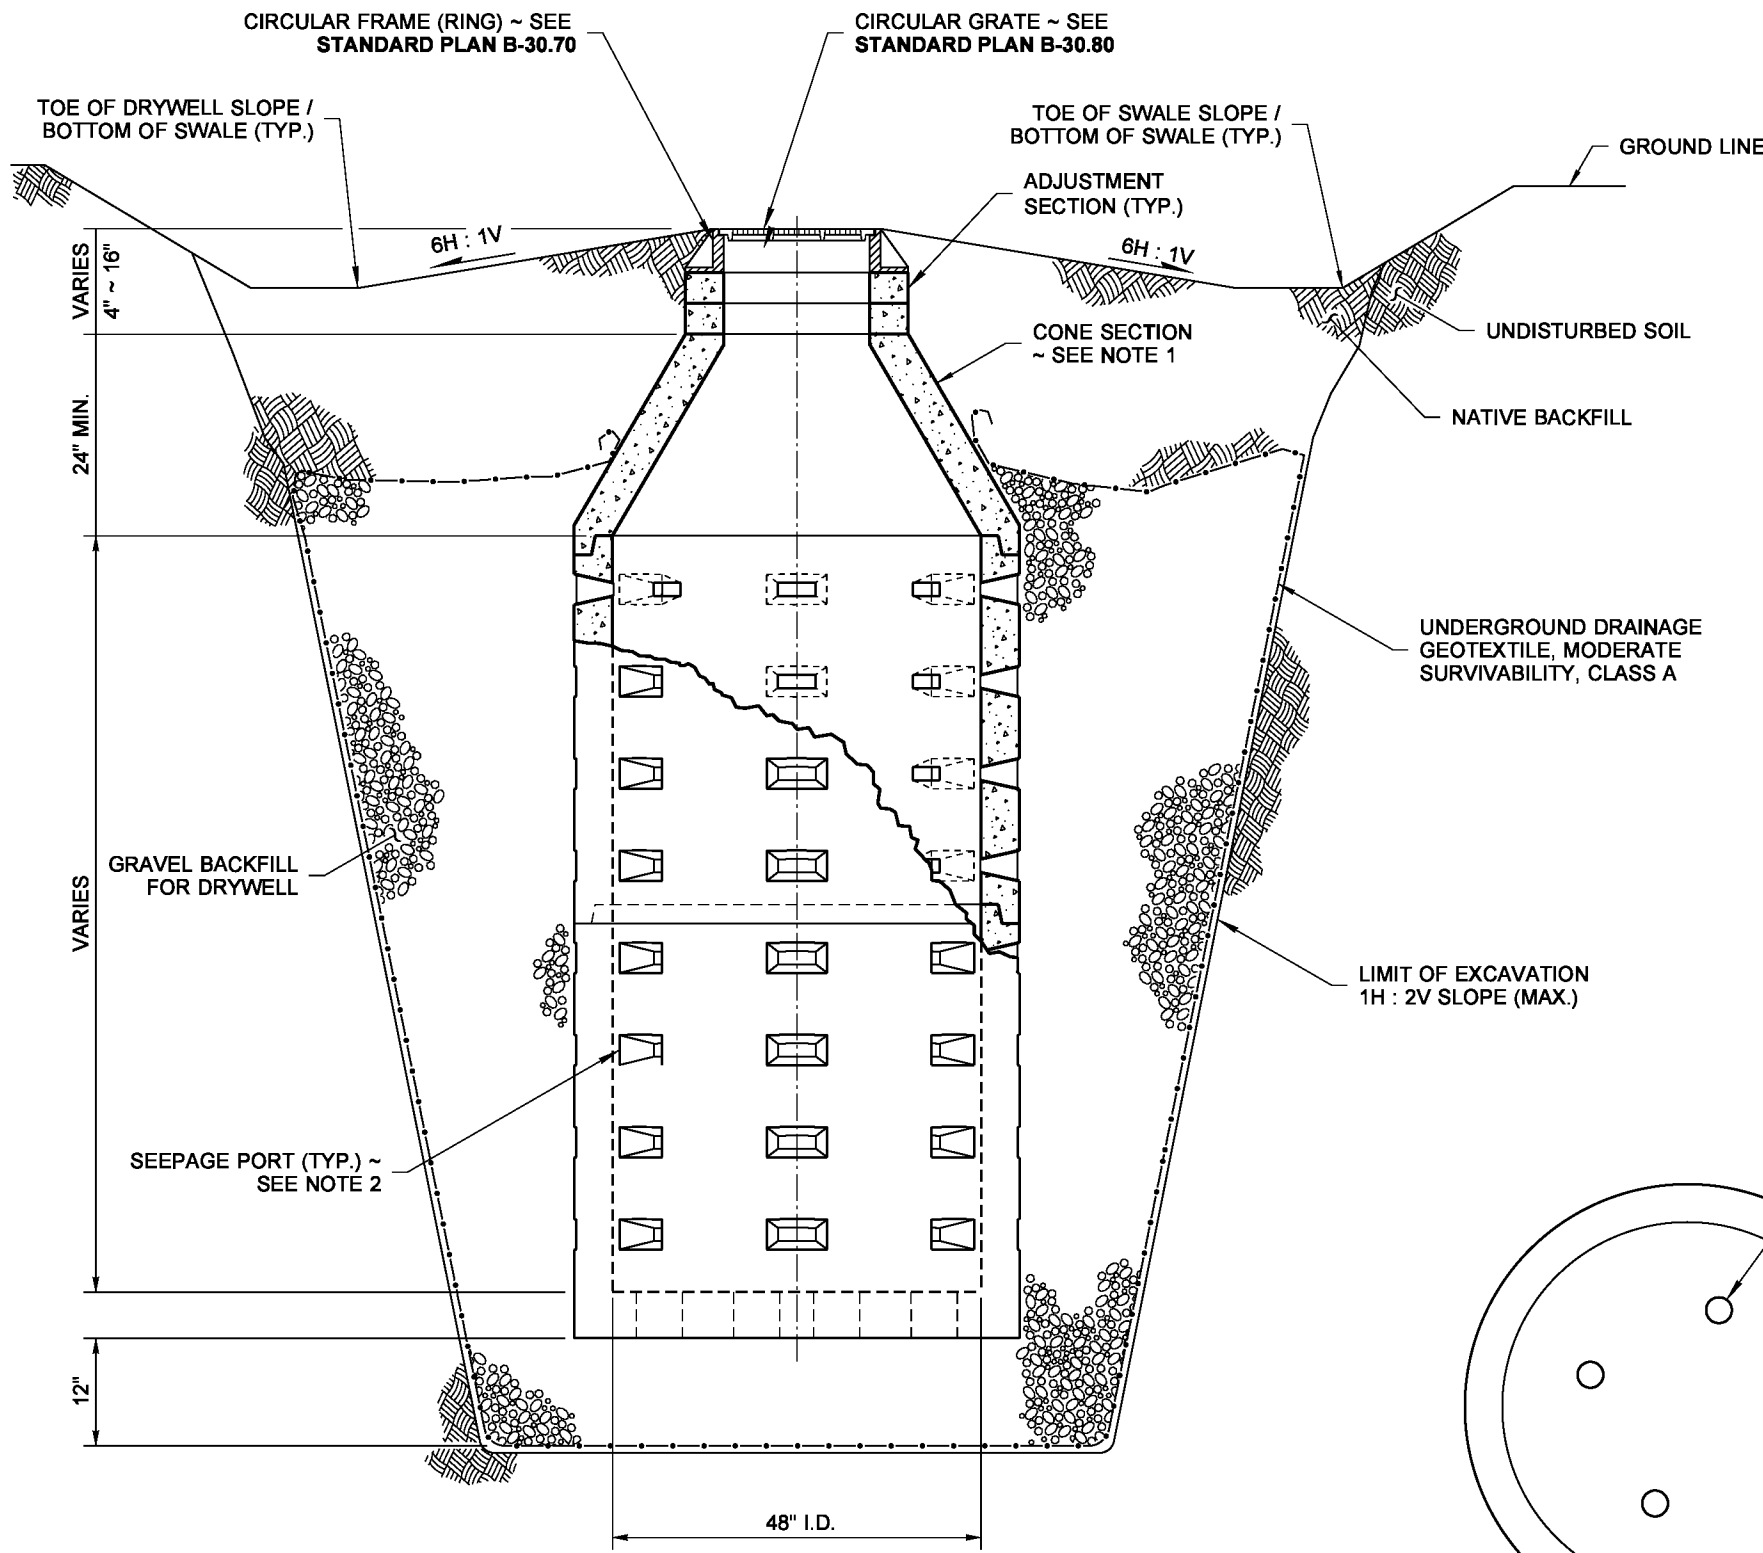 CIRCULAR FRAME (RING) ~ SEE
STANDARD PLAN B-30.70
CIRCULAR GRATE ~ SEE
STANDARD PLAN B-30.80
TOE OF DRYWELL SLOPE /
BOTTOM OF SWALE (TYP.)
TOE OF SWALE SLOPE /
BOTTOM OF SWALE (TYP.)
GROUND LINE
ADJUSTMENT
SECTION (TYP.)
6H : 1V
6H : 1V
VARIES
4" ~ 16"
CONE SECTION
~ SEE NOTE 1
UNDISTURBED SOIL
NATIVE BACKFILL
24" MIN.
UNDERGROUND DRAINAGE
GEOTEXTILE, MODERATE
SURVIVABILITY, CLASS A
GRAVEL BACKFILL
FOR DRYWELL
VARIES
LIMIT OF EXCAVATION
1H : 2V SLOPE (MAX.)
SEEPAGE PORT (TYP.) ~
SEE NOTE 2
12"
48" I.D.